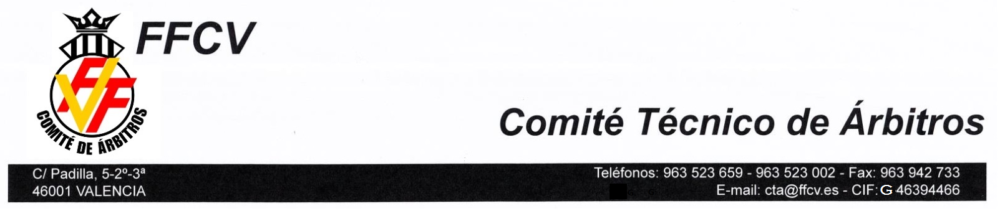 FFCV
VFF
COMITÉ DE ÁRBITROS
Comité Técnico de Árbitros
C/ Padilla, 5-2º-3ª
46001 VALENCIA
Teléfonos: 963 523 659 - 963 523 002 - Fax: 963 942 733
E-mail: cta@ffcv.es - CIF: G 46394466